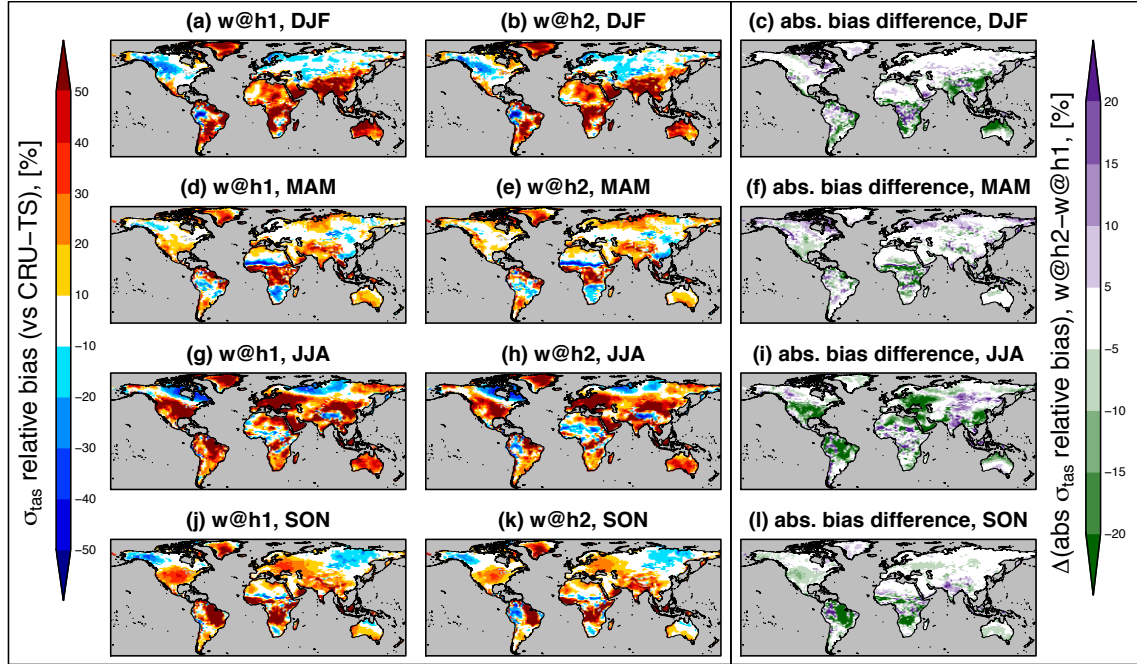 (a) w@h1, DJF
(b) w@h2, DJF
(c) abs. bias difference, DJF
(d) w@h1, MAM
(e) w@h2, MAM
(f) abs. bias difference, MAM
(g) w@h1, JJA
(h) w@h2, JJA
(i) abs. bias difference, JJA
(j) w@h1, SON
(k) w@h2, SON
(l) abs. bias difference, SON
σtas relative bias (vs CRU−TS), [%]
50
40
30
20
10
−10
−20
−30
−40
−50
Δ(abs σtas relative bias), w@h2−w@h1, [%]
20
15
10
5
−5
−10
−15
−20